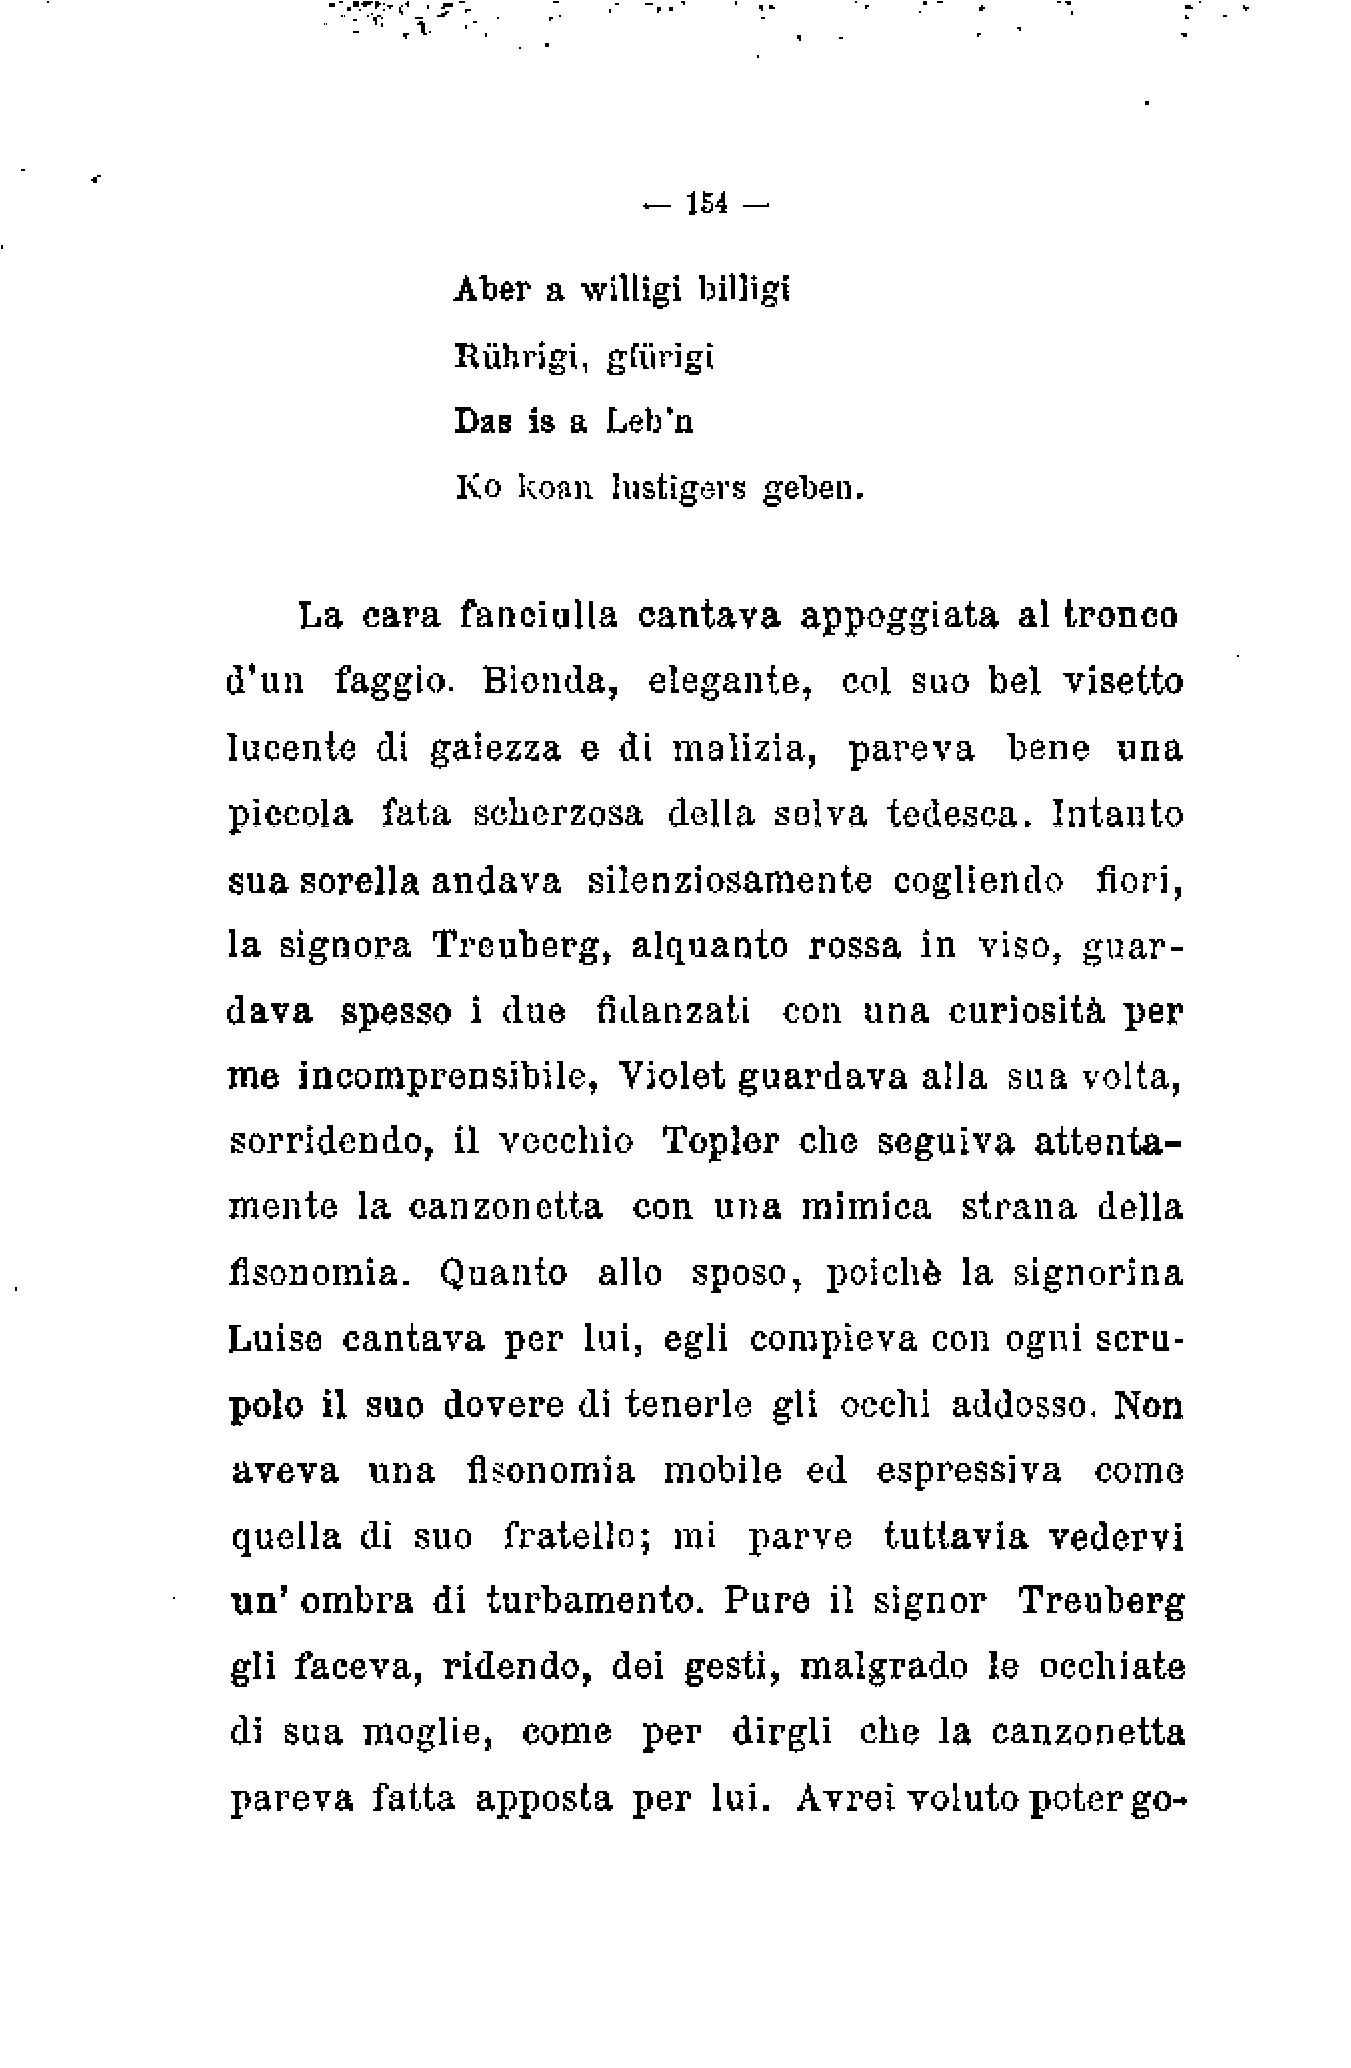 — 154 —
Aber a willigi billigi
Rührigi, gfürigi
Das is a Leb'n
Ko koan lustigers geben.
La cara fanciulla cantava appoggiata al tronco
d'un faggio. Bionda, elegante, col suo bel visetto
lucente di gaiezza e di malizia, pareva bene una
piccola fata scherzosa della selva tedesca. Intanto
sua sorella andava silenziosamente cogliendo fiori,
la signora Treuberg, alquanto rossa in viso, guar-
dava spesso i due fidanzati con una curiosità per
me incomprensibile, Violet guardava alla sua volta,
sorridendo, il vecchio Topler che seguiva attenta-
mente la canzonetta con una mimica strana della
fisonomia. Quanto allo sposo, poichè la signorina
Luise cantava per lui, egli compieva con ogni scru-
polo il suo dovere di tenerle gli occhi addosso. Non
aveva una fisonomia mobile ed espressiva come
quella di suo fratello; mi parve tuttavia vedervi
un' ombra di turbamento. Pure il signor Treuberg
gli faceva, ridendo, dei gesti, malgrado le occhiate
di sua moglie, come per dirgli che la canzonetta
pareva fatta apposta per lui. Avrei voluto poter go-